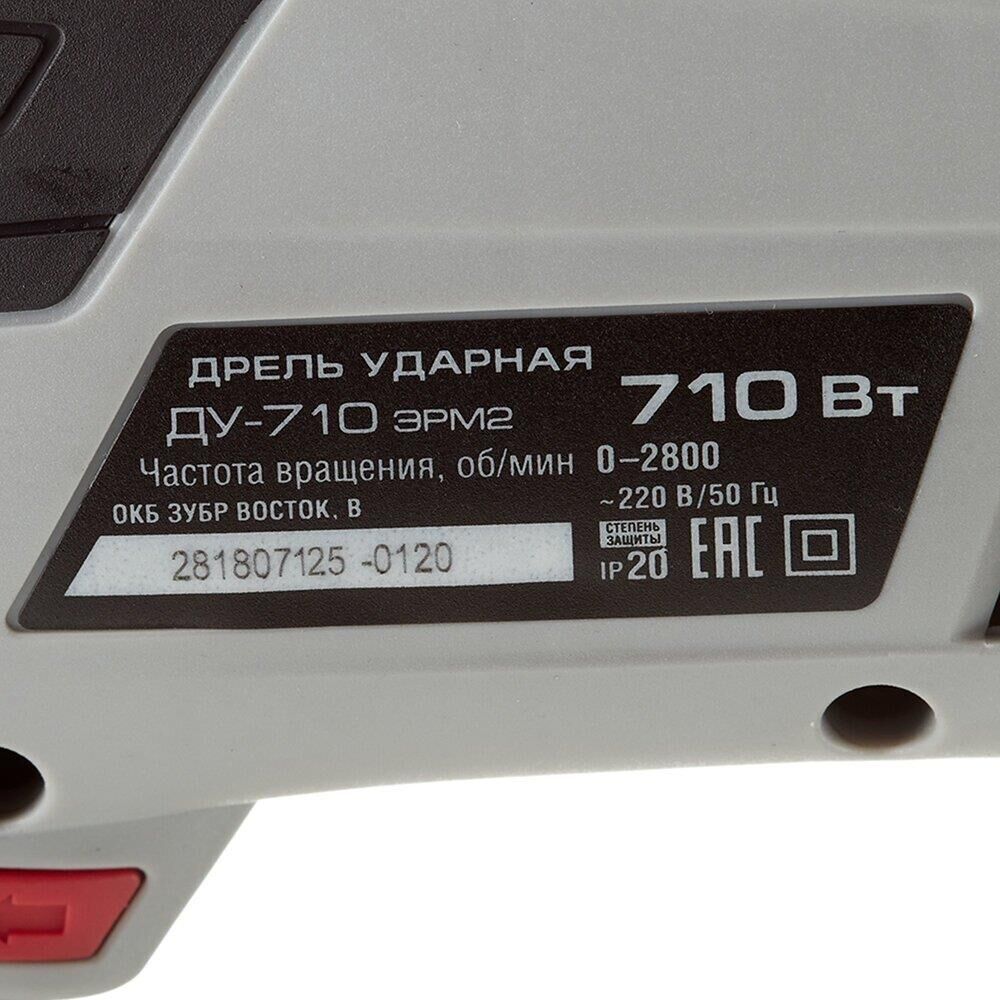 ДРЕЛЬ УДАРНАЯ
ДУ-710 ЭРМ2
710 Вт
Частота вращения, об/мин 0–2800
ОКБ ЗУБР ВОСТОК. В
~220 В/50 Гц
281807125 -0120
СТЕПЕНЬ
ЗАЩИТЫ
IP20
EAC